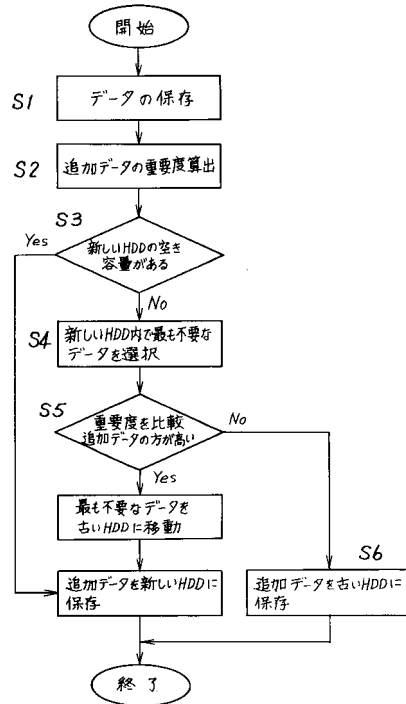 開始
S1
データの保存
S2
追加データの重要度算出
S3
新しいHDDの空き
容量がある
Yes
No
S4
新しいHDD内で最も不要な
データを選択
S5
重要度を比較
追加データの方が高い
No
Yes
最も不要なデータを
古いHDDに移動
S6
追加データを新しいHDDに
保存
追加データを古いHDDに
保存
終了